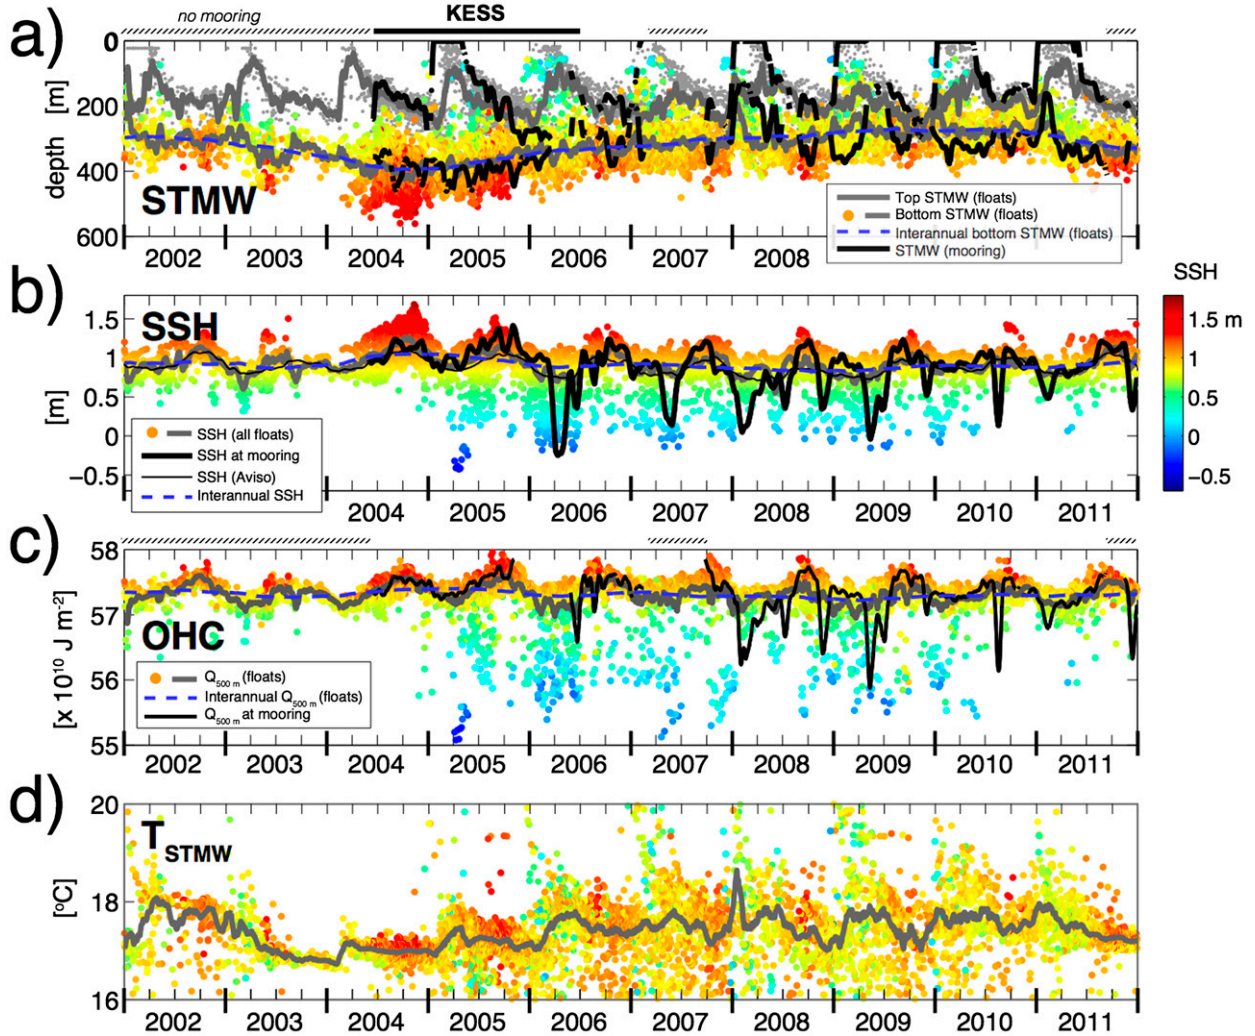 no mooring
KESS
a)
0
200
400
600
depth [m]
STMW
Top STMW (floats)
Bottom STMW (floats)
Interannual bottom STMW (floats)
STMW (mooring)
2002 2003 2004 2005 2006 2007 2008
b)
SSH
1.5
1
0.5
0
−0.5
[m]
SSH (all floats)
SSH at mooring
SSH (Aviso)
Interannual SSH
2004 2005 2006 2007 2008 2009 2010 2011
SSH
1.5 m
1
0.5
0
−0.5
c)
58
57
56
55
[x 10¹⁰ J m⁻²]
OHC
Q₅₀₀ ₘ (floats)
Interannual Q₅₀₀ ₘ (floats)
Q₅₀₀ ₘ at mooring
2002 2003 2004 2005 2006 2007 2008 2009 2010 2011
d)
20
18
16
[°C]
T STMW
2002 2003 2004 2005 2006 2007 2008 2009 2010 2011